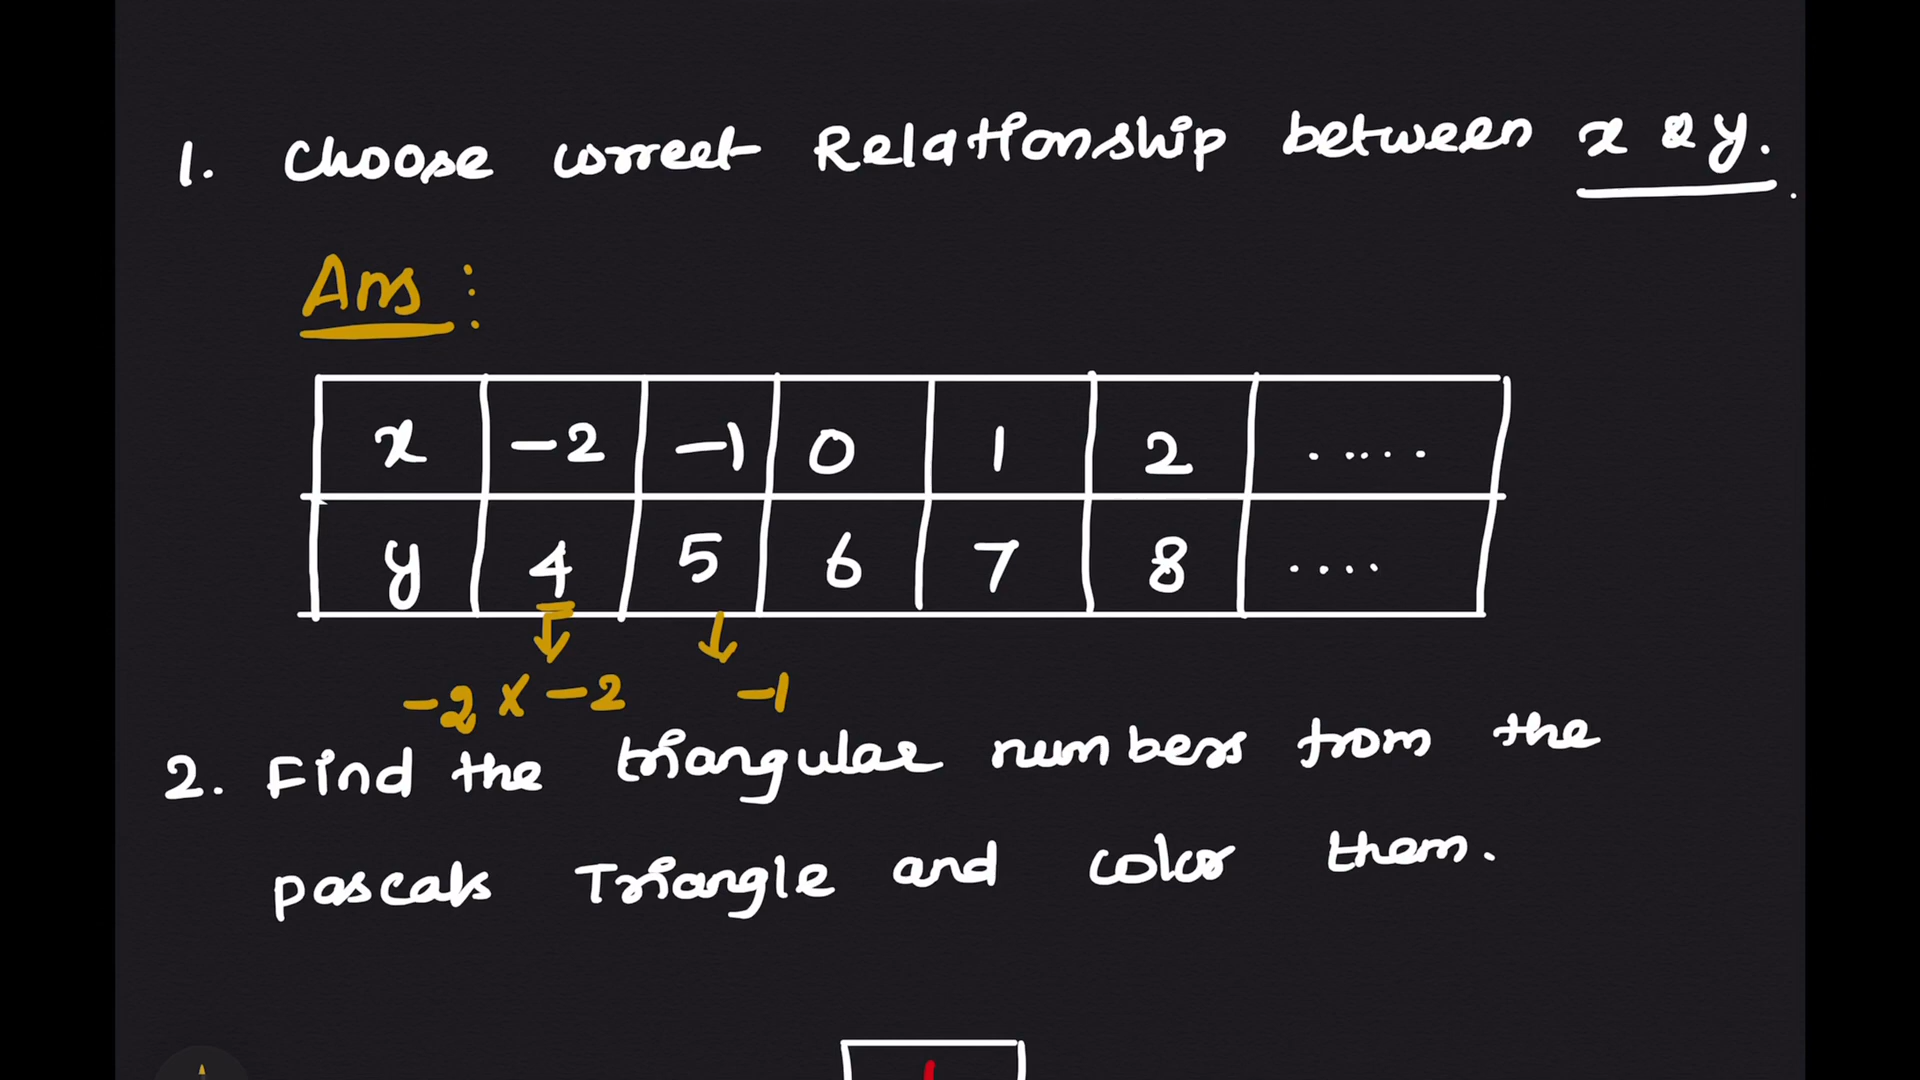 1. Choose correct Relationship between x & y.
Ans :
x -2 -1 0 1 2 .....
y 4 5 6 7 8 ....
-2 x -2 -1
2. Find the triangular numbers from the
pascals Triangle and color them.